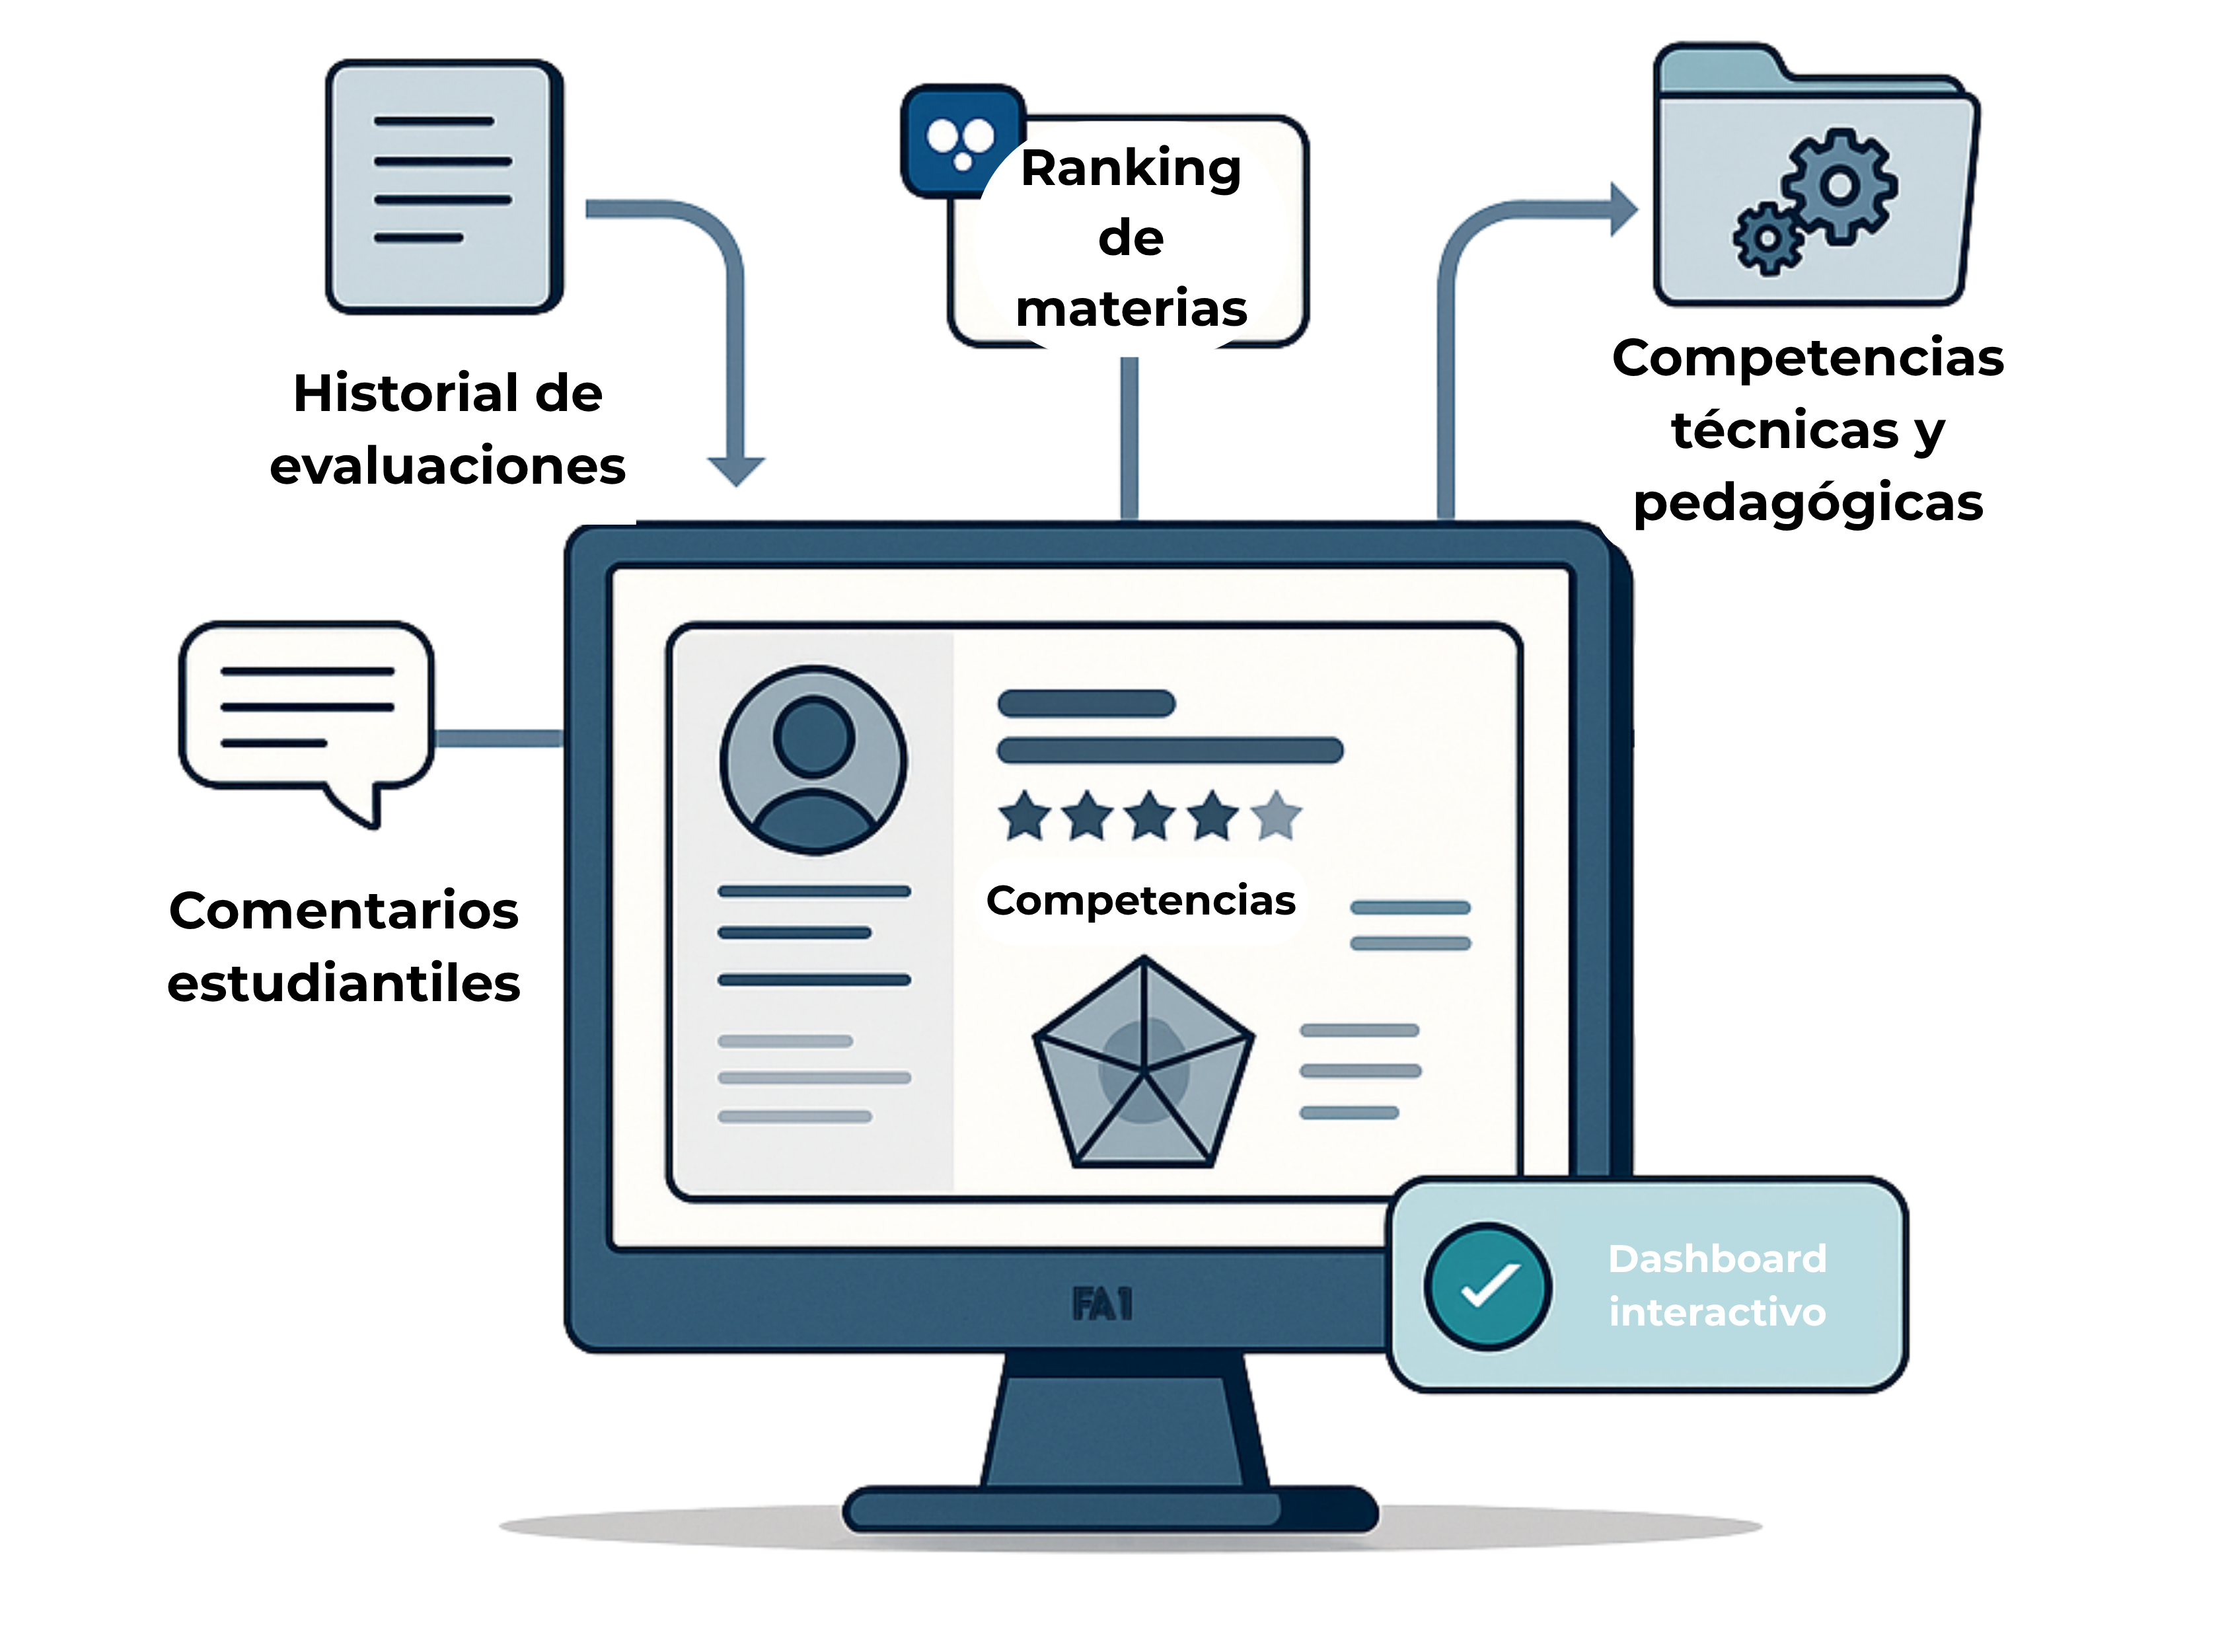 Ranking
de
materias
Historial de
evaluaciones
Competencias
técnicas y
pedagógicas
Comentarios
estudiantiles
Competencias
Dashboard
interactivo
FA1